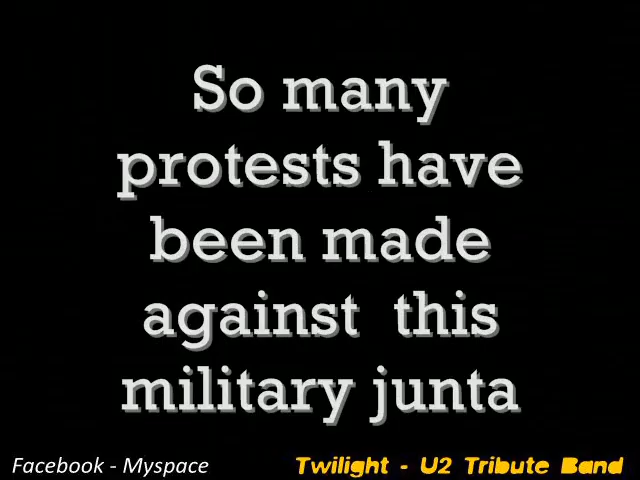 So many
protests have
been made
against this
military junta
Facebook - Myspace
Twilight - U2 Tribute Band